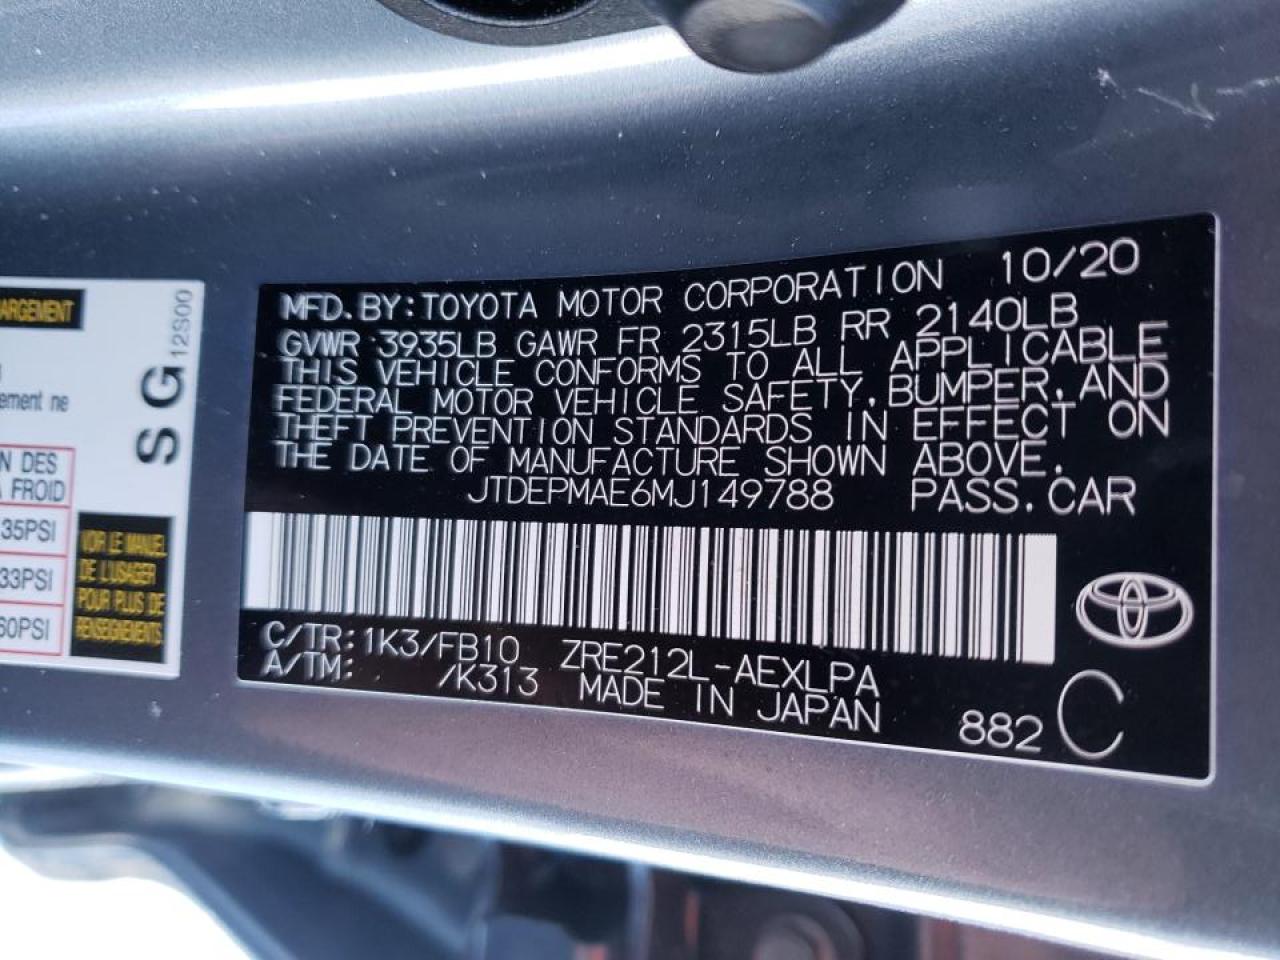 ARGEMENT
ement ne
N DES
A FROID
35PSI
33PSI
60PSI
S G 12S00
VOIR LE MANUEL
DE L'USAGER
POUR PLUS DE
RENSEIGNEMENTS
MFD.BY:TOYOTA MOTOR CORPORATION 10/20
GVWR 3935LB GAWR FR 2315LB RR 2140LB
THIS VEHICLE CONFORMS TO ALL APPLICABLE
FEDERAL MOTOR VEHICLE SAFETY,BUMPER,AND
THEFT PREVENTION STANDARDS IN EFFECT ON
THE DATE OF MANUFACTURE SHOWN ABOVE.
JTDEPMAE6MJ149788 PASS.CAR
C/TR:1K3/FB10 ZRE212L-AEXLPA
A/TM: /K313 MADE IN JAPAN
882 C